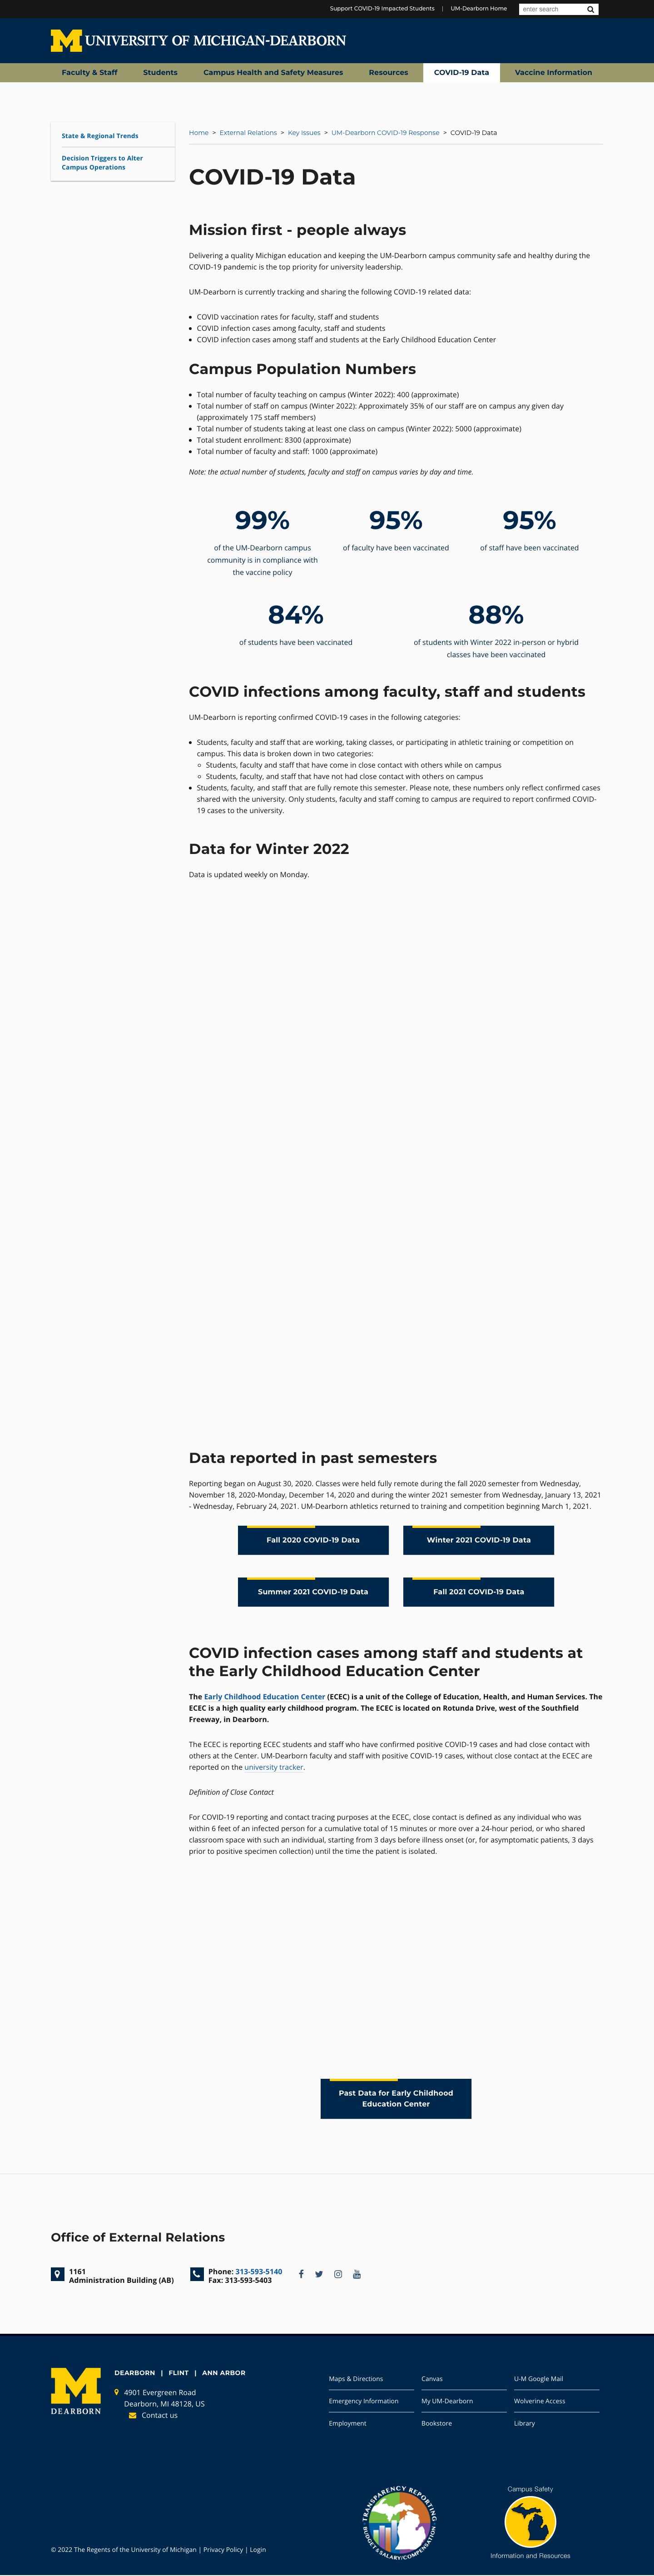 Support COVID-19 Impacted Students | UM-Dearborn Home enter search
M UNIVERSITY OF MICHIGAN-DEARBORN
Faculty & Staff Students Campus Health and Safety Measures Resources COVID-19 Data Vaccine Information
State & Regional Trends
Decision Triggers to Alter
Campus Operations
Home > External Relations > Key Issues > UM-Dearborn COVID-19 Response > COVID-19 Data
COVID-19 Data
Mission first - people always
Delivering a quality Michigan education and keeping the UM-Dearborn campus community safe and healthy during the
COVID-19 pandemic is the top priority for university leadership.
UM-Dearborn is currently tracking and sharing the following COVID-19 related data:
COVID vaccination rates for faculty, staff and students
COVID infection cases among faculty, staff and students
COVID infection cases among staff and students at the Early Childhood Education Center
Campus Population Numbers
Total number of faculty teaching on campus (Winter 2022): 400 (approximate)
Total number of staff on campus (Winter 2022): Approximately 35% of our staff are on campus any given day
(approximately 175 staff members)
Total number of students taking at least one class on campus (Winter 2022): 5000 (approximate)
Total student enrollment: 8300 (approximate)
Total number of faculty and staff: 1000 (approximate)
Note: the actual number of students, faculty and staff on campus varies by day and time.
99%
of the UM-Dearborn campus
community is in compliance with
the vaccine policy
95%
of faculty have been vaccinated
95%
of staff have been vaccinated
84%
of students have been vaccinated
88%
of students with Winter 2022 in-person or hybrid
classes have been vaccinated
COVID infections among faculty, staff and students
UM-Dearborn is reporting confirmed COVID-19 cases in the following categories:
Students, faculty and staff that are working, taking classes, or participating in athletic training or competition on
campus. This data is broken down in two categories:
Students, faculty and staff that have come in close contact with others while on campus
Students, faculty, and staff that have not had close contact with others on campus
Students, faculty, and staff that are fully remote this semester. Please note, these numbers only reflect confirmed cases
shared with the university. Only students, faculty and staff coming to campus are required to report confirmed COVID-
19 cases to the university.
Data for Winter 2022
Data is updated weekly on Monday.
Data reported in past semesters
Reporting began on August 30, 2020. Classes were held fully remote during the fall 2020 semester from Wednesday,
November 18, 2020-Monday, December 14, 2020 and during the winter 2021 semester from Wednesday, January 13, 2021
- Wednesday, February 24, 2021. UM-Dearborn athletics returned to training and competition beginning March 1, 2021.
Fall 2020 COVID-19 Data
Winter 2021 COVID-19 Data
Summer 2021 COVID-19 Data
Fall 2021 COVID-19 Data
COVID infection cases among staff and students at
the Early Childhood Education Center
The Early Childhood Education Center (ECEC) is a unit of the College of Education, Health, and Human Services. The
ECEC is a high quality early childhood program. The ECEC is located on Rotunda Drive, west of the Southfield
Freeway, in Dearborn.
The ECEC is reporting ECEC students and staff who have confirmed positive COVID-19 cases and had close contact with
others at the Center. UM-Dearborn faculty and staff with positive COVID-19 cases, without close contact at the ECEC are
reported on the university tracker.
Definition of Close Contact
For COVID-19 reporting and contact tracing purposes at the ECEC, close contact is defined as any individual who was
within 6 feet of an infected person for a cumulative total of 15 minutes or more over a 24-hour period, or who shared
classroom space with such an individual, starting from 3 days before illness onset (or, for asymptomatic patients, 3 days
prior to positive specimen collection) until the time the patient is isolated.
Past Data for Early Childhood
Education Center
Office of External Relations
1161
Administration Building (AB)
Phone: 313-593-5140
Fax: 313-593-5403
M
DEARBORN
DEARBORN | FLINT | ANN ARBOR
4901 Evergreen Road
Dearborn, MI 48128, US
Contact us
Maps & Directions
Emergency Information
Employment
Canvas
My UM-Dearborn
Bookstore
U-M Google Mail
Wolverine Access
Library
© 2022 The Regents of the University of Michigan | Privacy Policy | Login
TRANSPARENCY REPORTING
BUDGET & SALARY/COMPENSATION
Campus Safety
Information and Resources